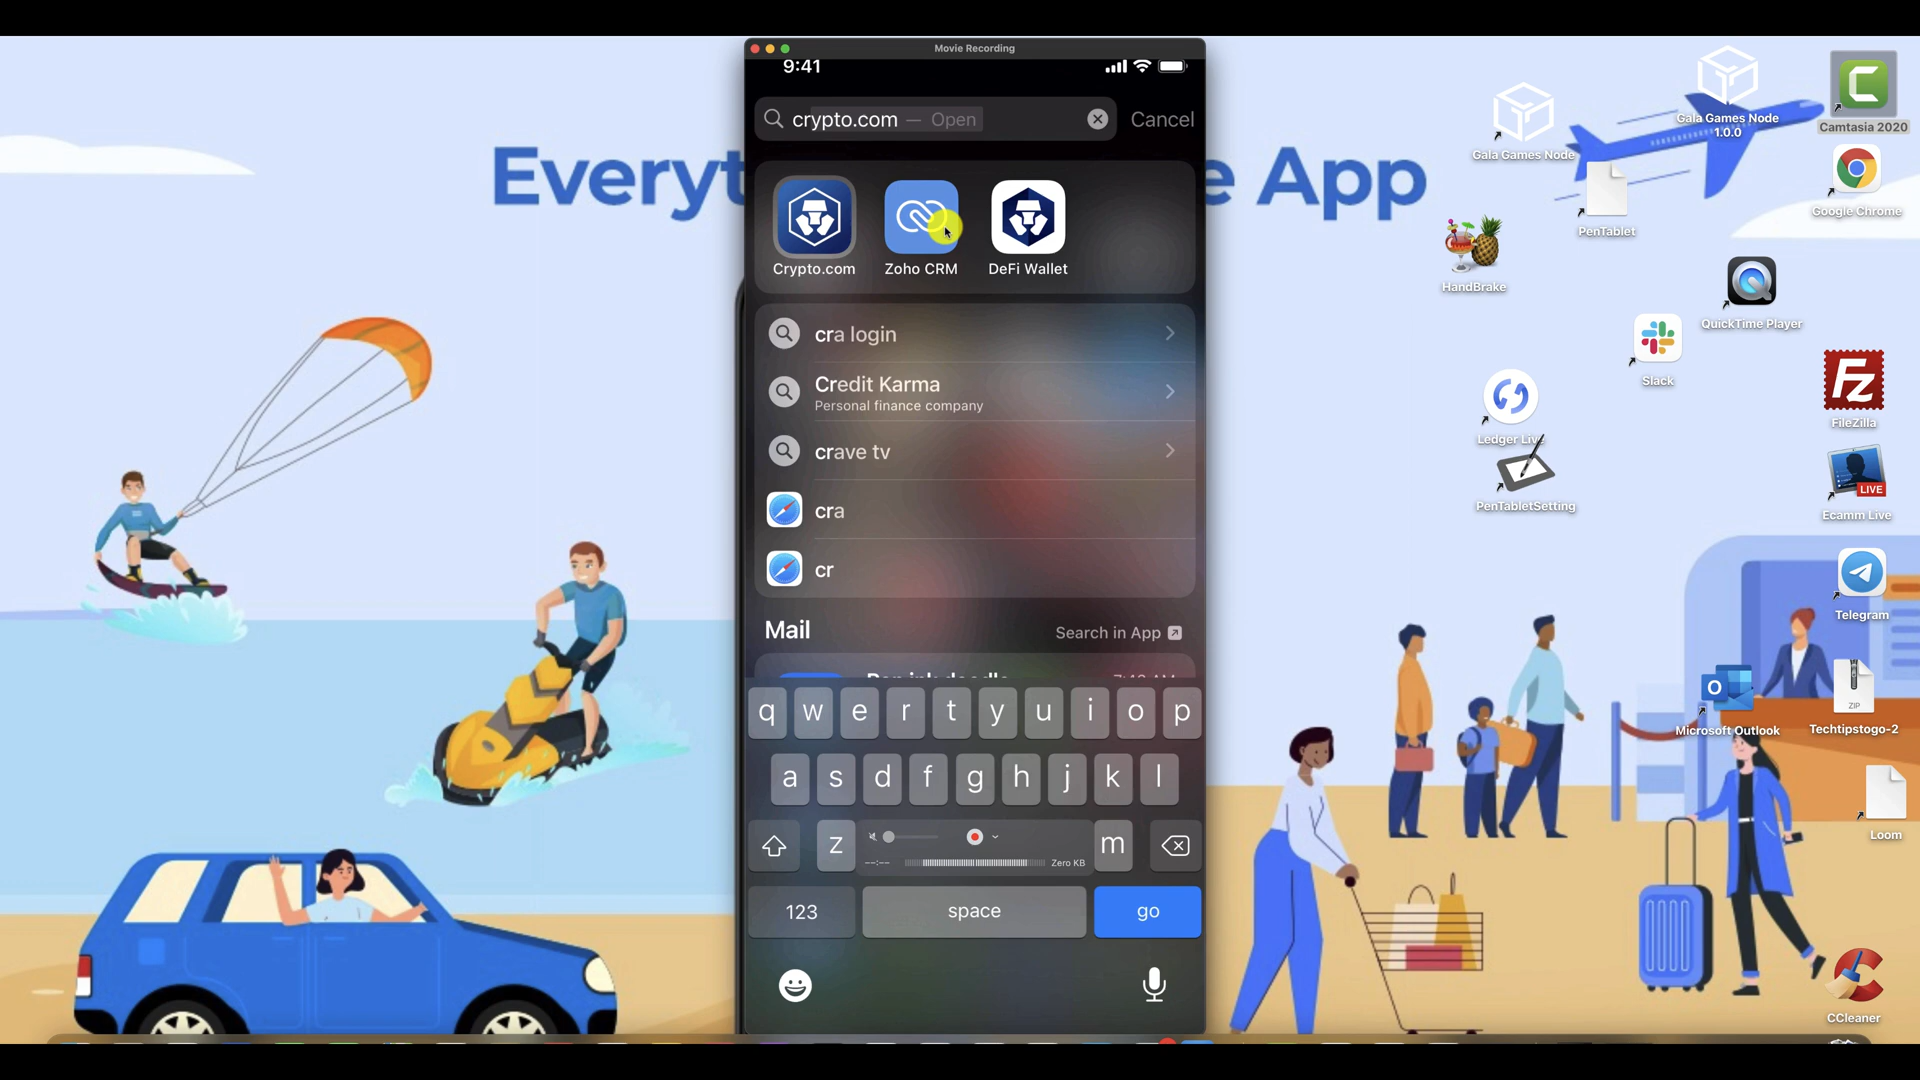 Movie Recording
9:41
crypto.com — Open
Cancel
Everyt
e App
Crypto.com
Zoho CRM
DeFi Wallet
cra login
Credit Karma
Personal finance company
crave tv
cra
cr
Mail
Search in App
q w e r t y u i o p
a s d f g h j k l
z
m
--:--
Zero KB
123
space
go
Gala Games Node
Gala Games Node
1.0.0
Camtasia 2020
Google Chrome
PenTablet
HandBrake
QuickTime Player
Slack
Ledger Live
FileZilla
PenTabletSetting
LIVE
Ecamm Live
Telegram
Microsoft Outlook
ZIP
Techtipstogo-2
Loom
CCleaner